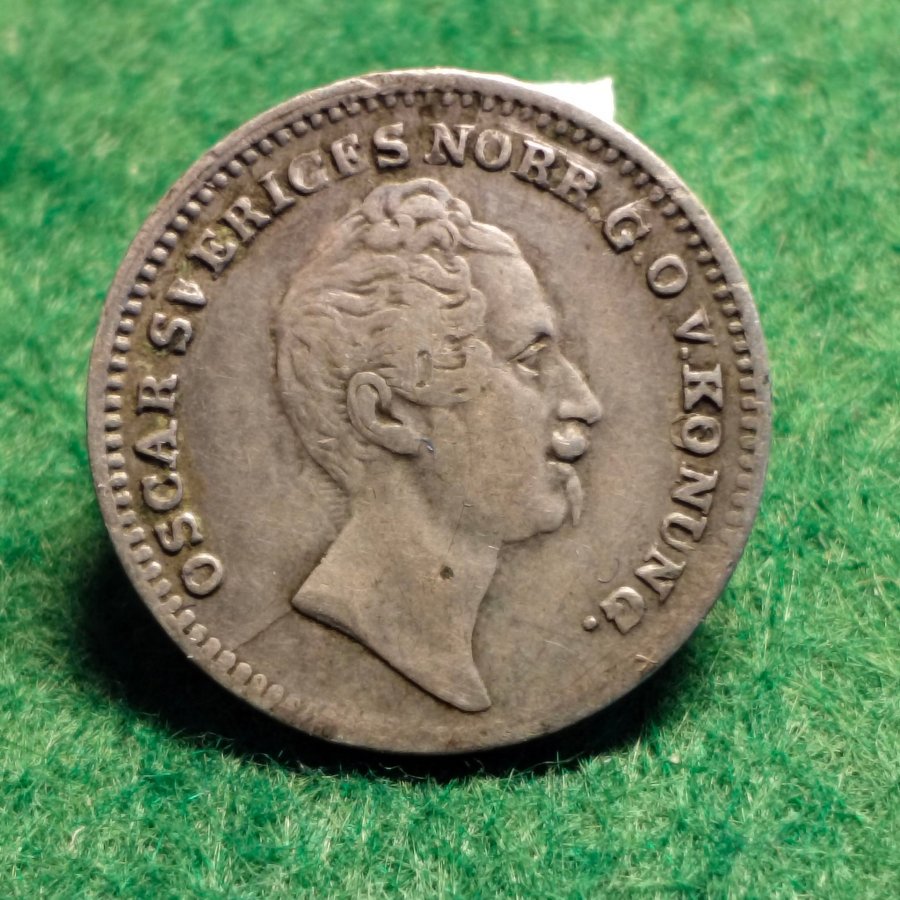 OSCAR SVERIGES NORR. G. O V. KONUNG.